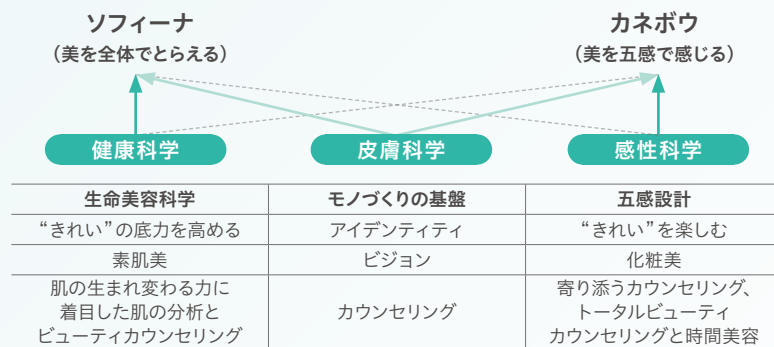 ソフィーナ
(美を全体でとらえる)
カネボウ
(美を五感で感じる)
健康科学
皮膚科学
感性科学
生命美容科学
モノづくりの基盤
五感設計
“きれい”の底力を高める
アイデンティティ
“きれい”を楽しむ
素肌美
ビジョン
化粧美
肌の生まれ変わる力に
着目した肌の分析と
ビューティカウンセリング
カウンセリング
寄り添うカウンセリング、
トータルビューティ
カウンセリングと時間美容